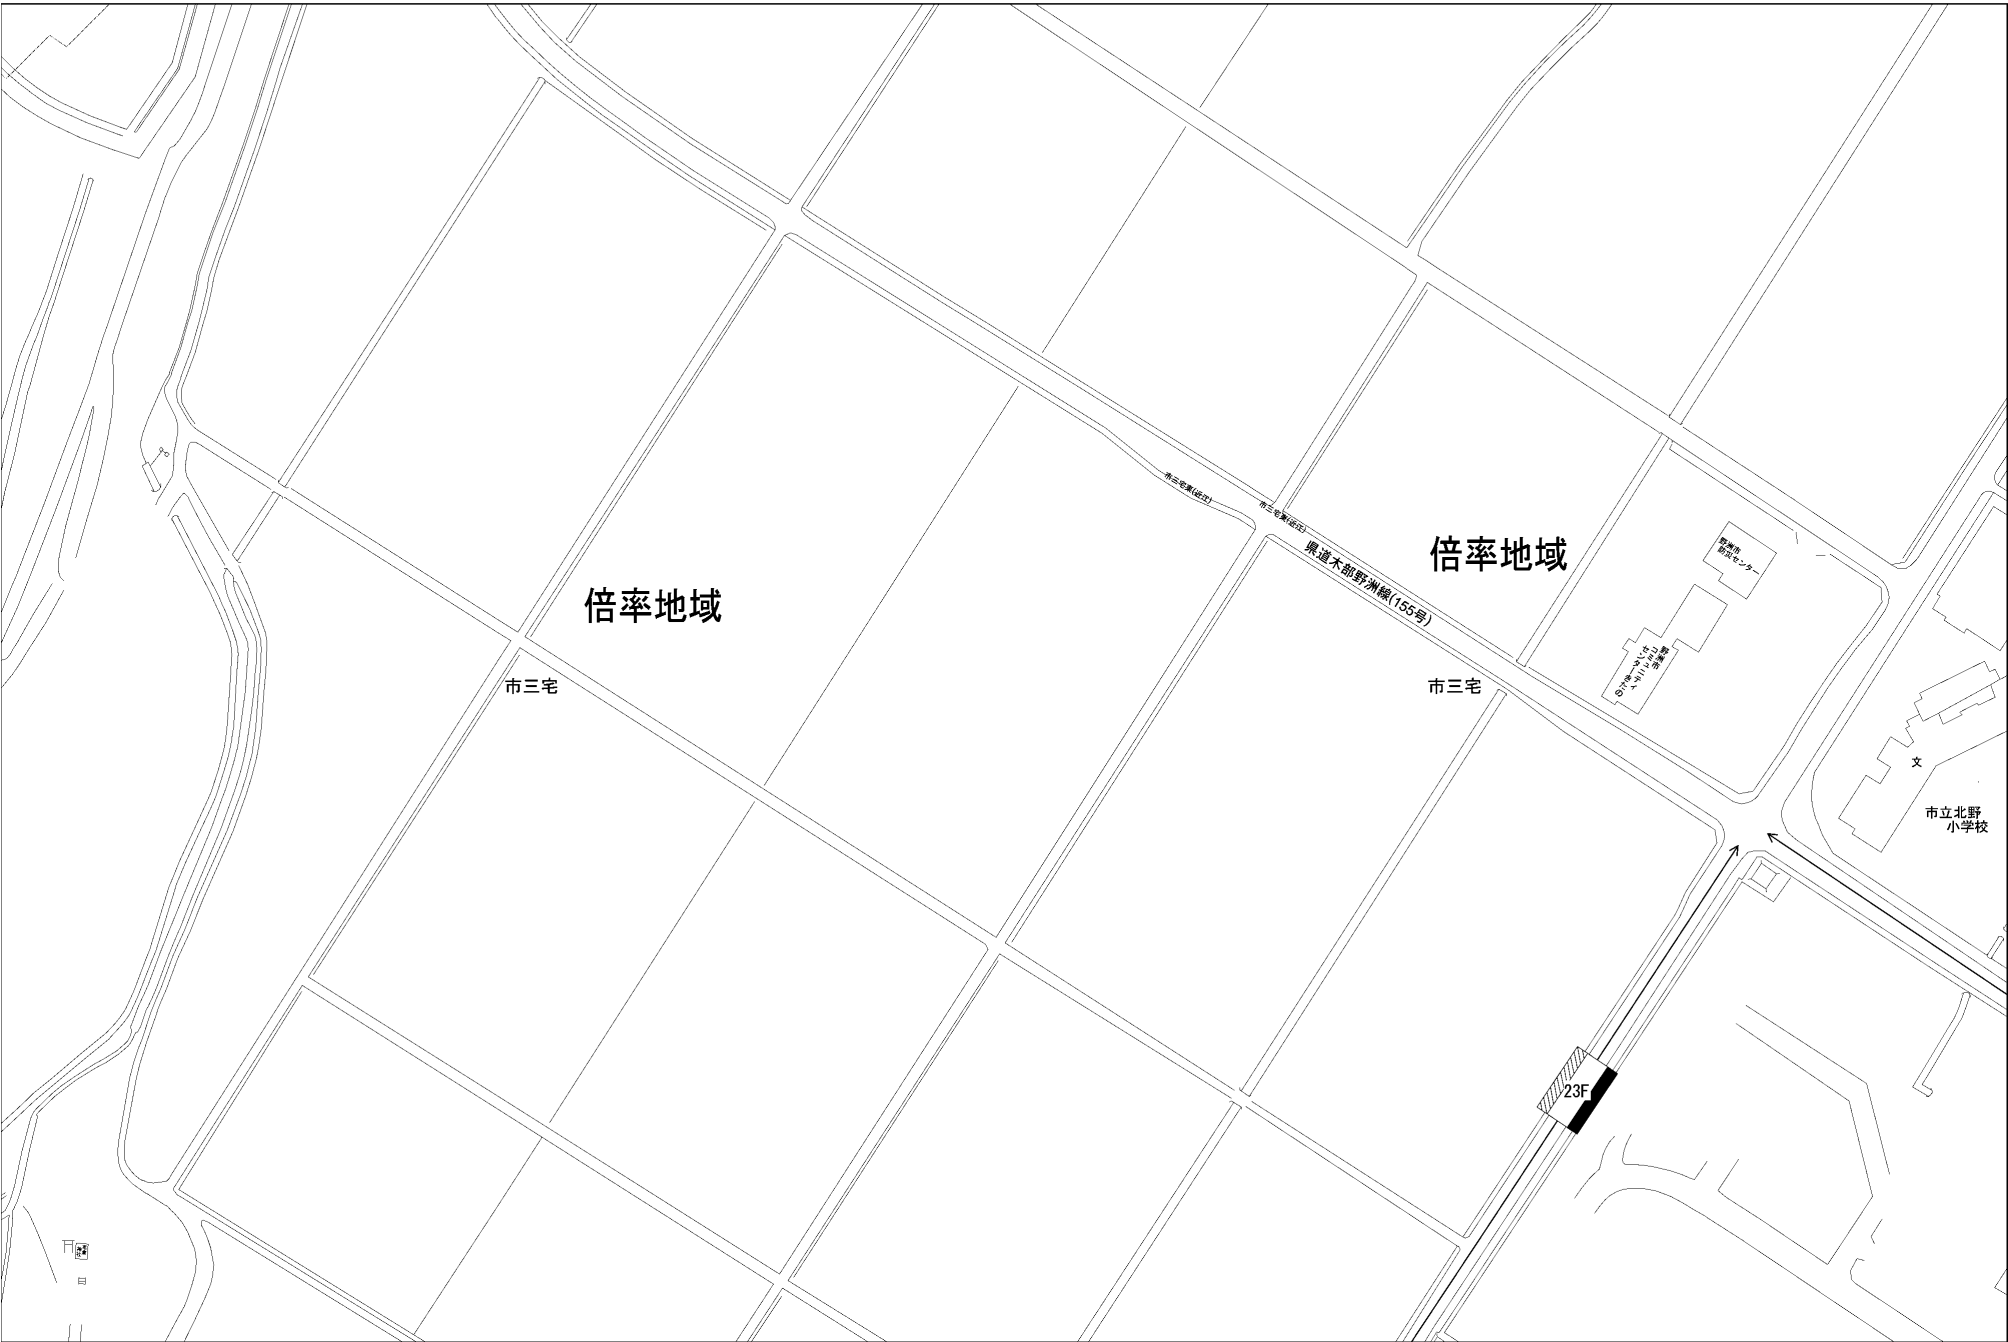 市三宅東(近江)
市三宅東(近江)
県道木部野洲線(155号)
倍率地域
野洲市
防災センター
倍率地域
野洲市
コミュニティ
センターきたの
市三宅
市三宅
文
市立北野
小学校
23F